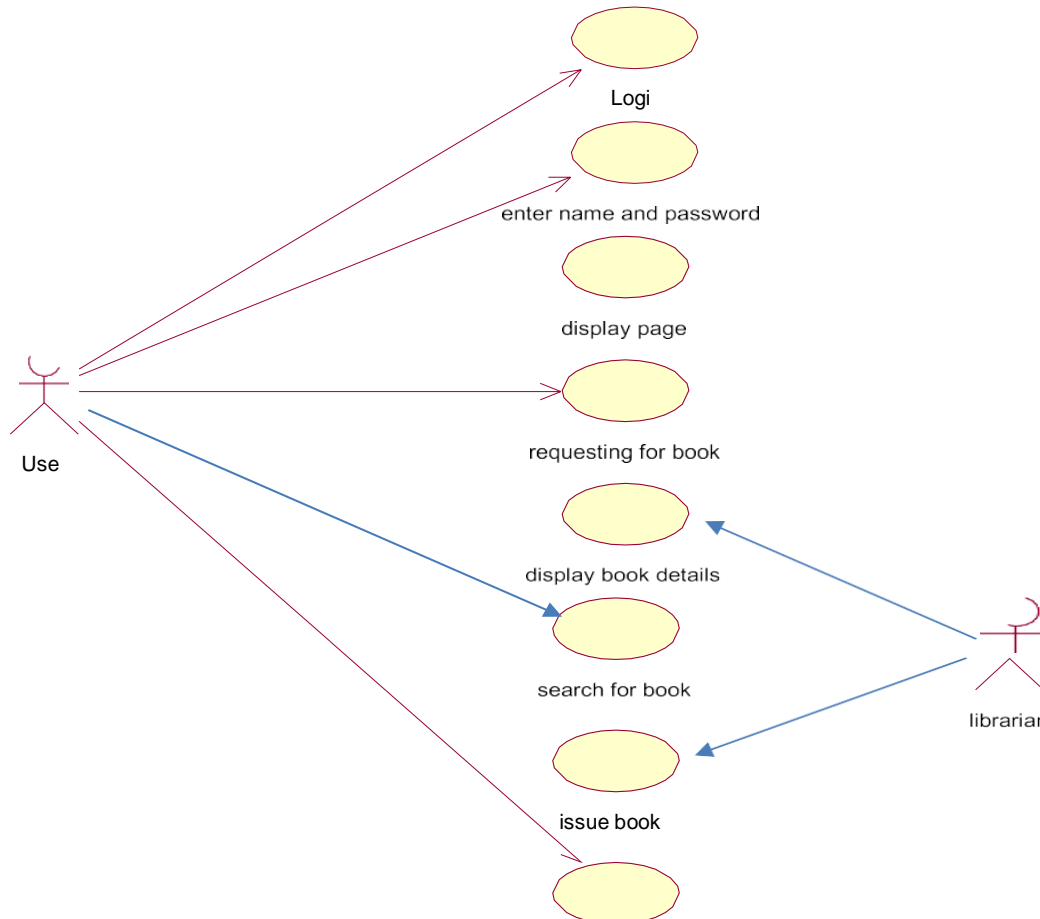 Logi
enter name and password
display page
requesting for book
Use
display book details
search for book
librarian
issue book